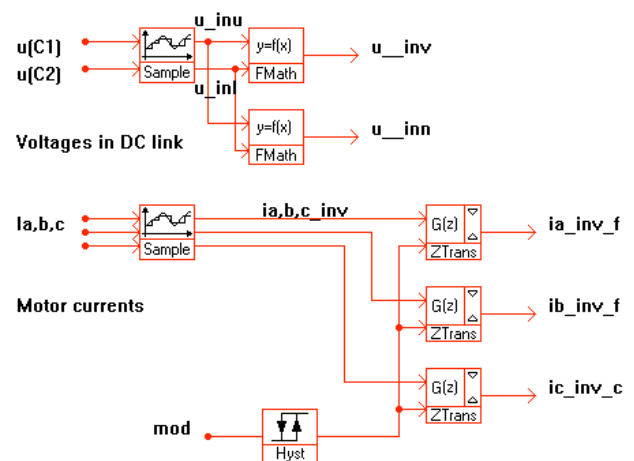 u_inu
u(C1)
y=f(x)
u__inv
u(C2)
Sample
FMath
u_inl
y=f(x)
u__inn
Voltages in DC link
FMath
Ia,b,c
ia,b,c_inv
G(z)
ia_inv_f
Sample
ZTrans
Motor currents
G(z)
ib_inv_f
ZTrans
G(z)
ic_inv_c
ZTrans
mod
Hyst